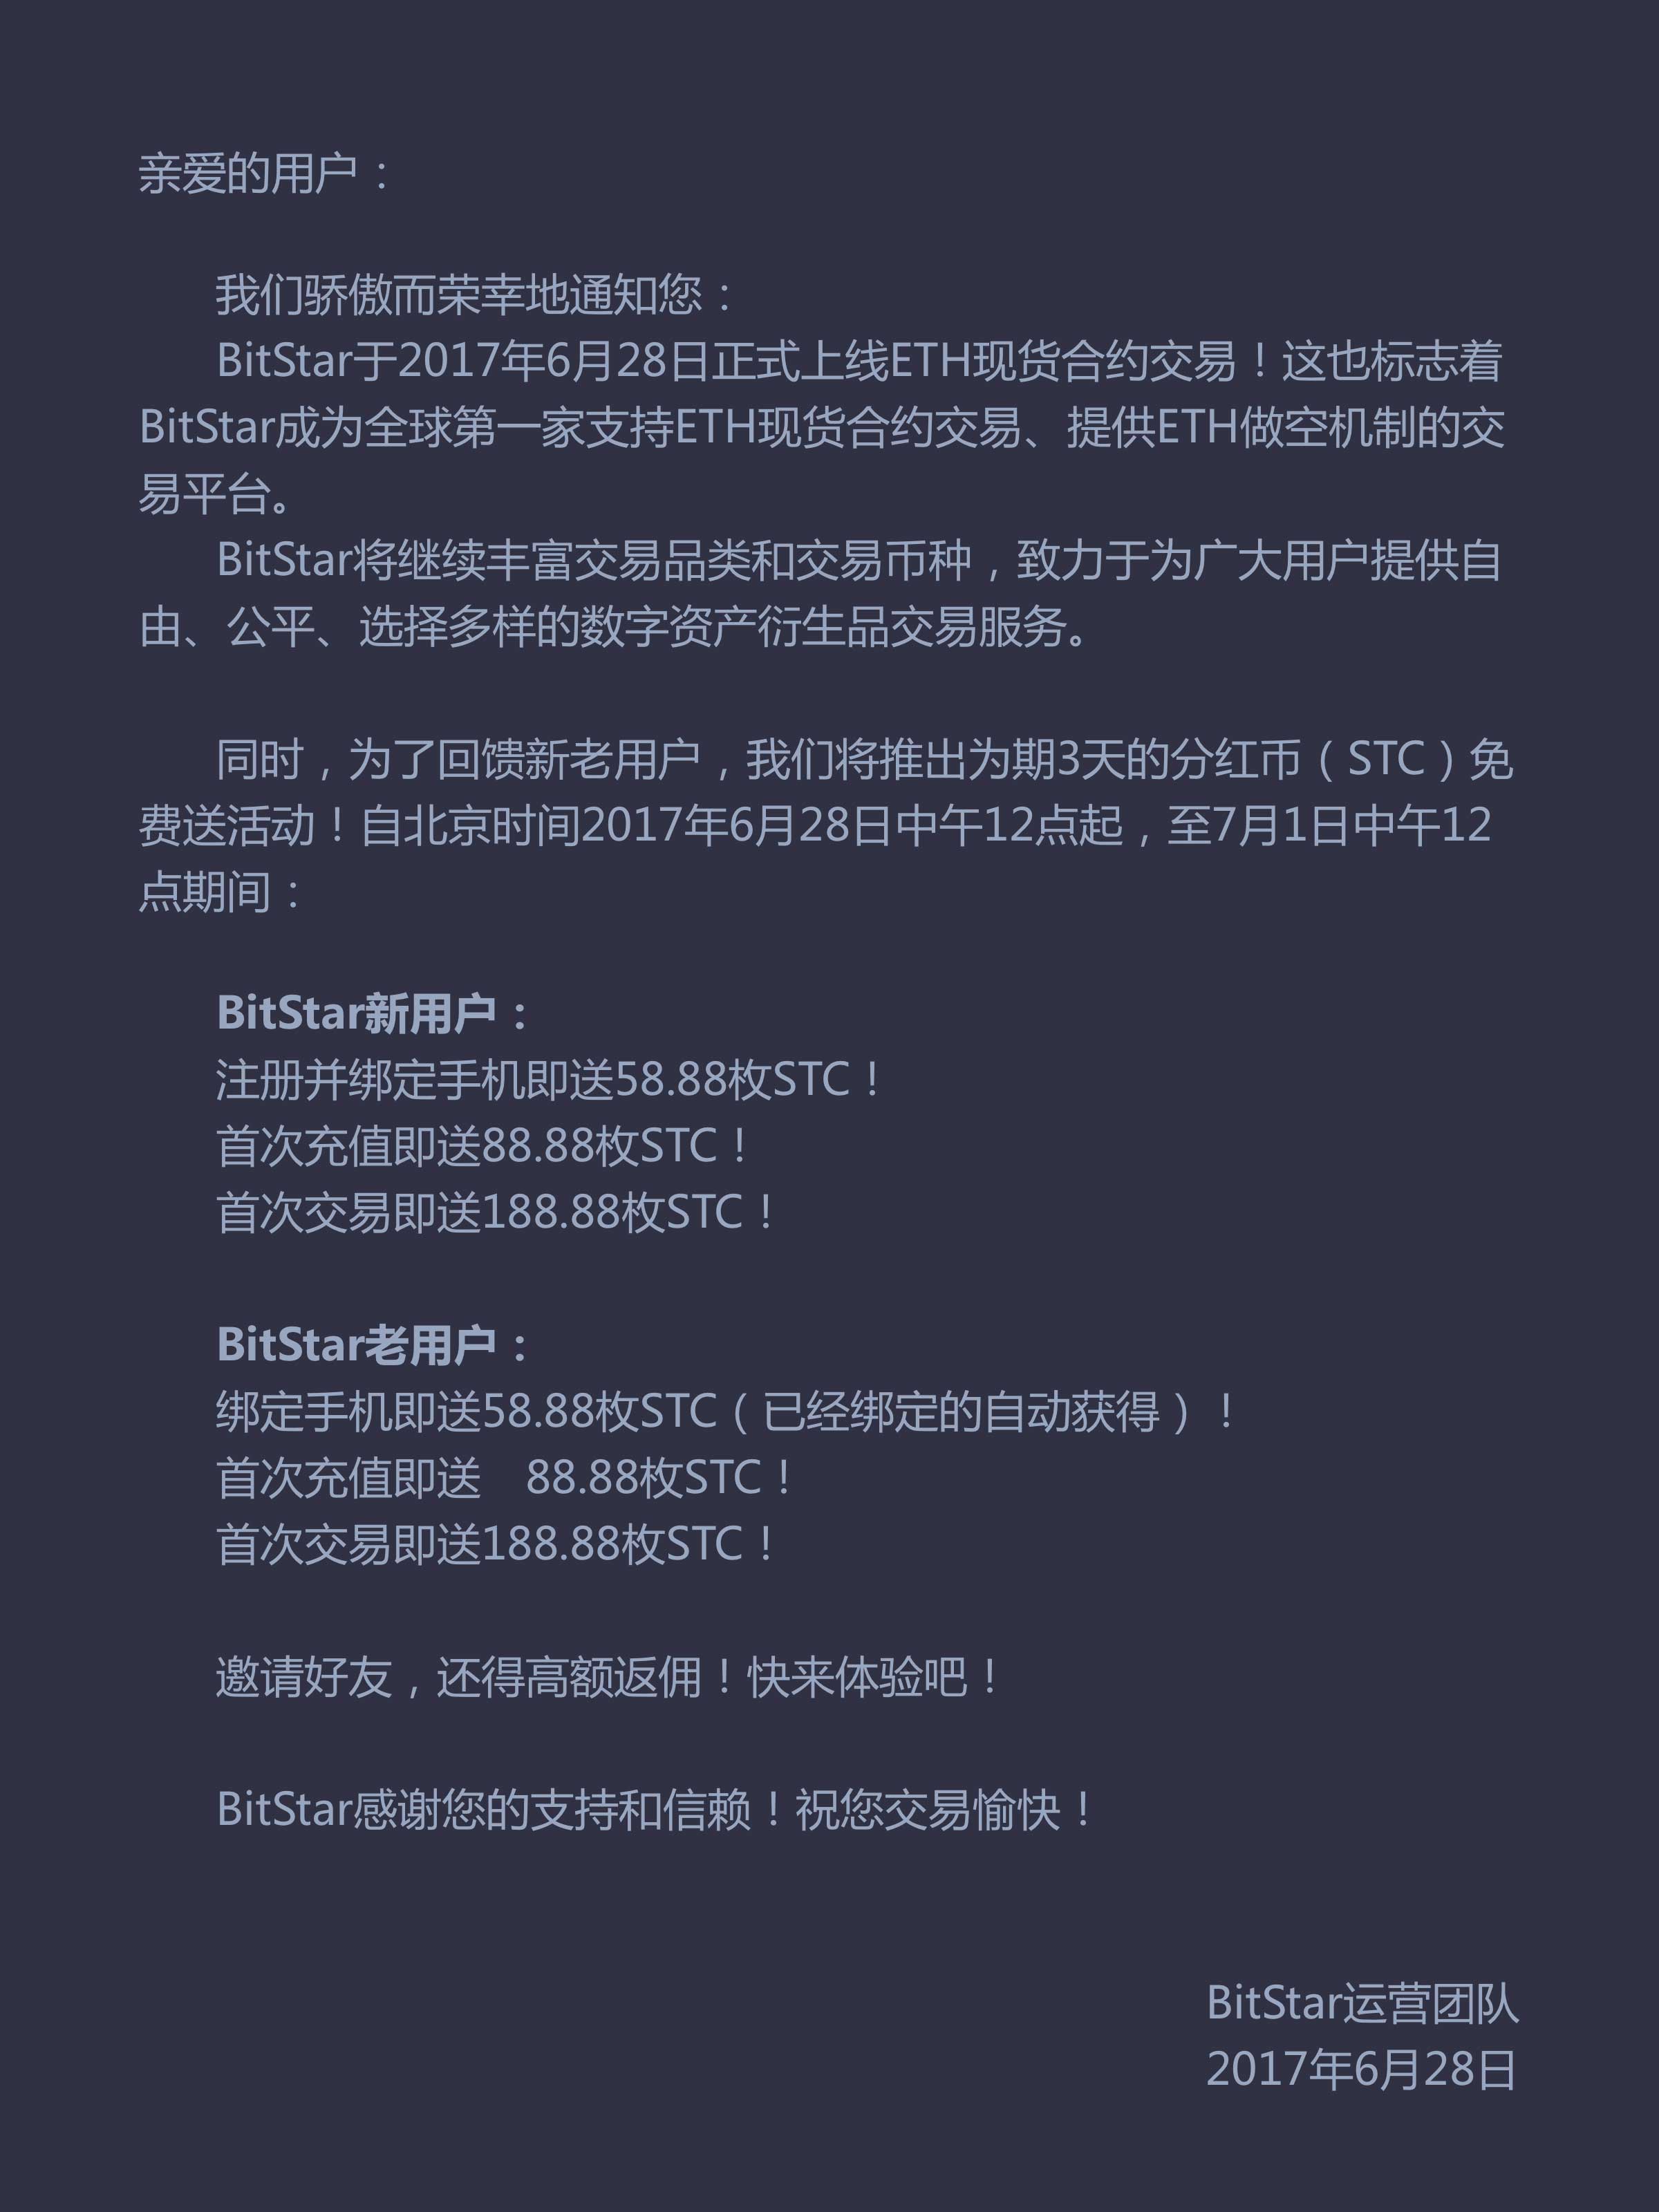 亲爱的用户：
我们骄傲而荣幸地通知您：
BitStar于2017年6月28日正式上线ETH现货合约交易！这也标志着
BitStar成为全球第一家支持ETH现货合约交易、提供ETH做空机制的交
易平台。
BitStar将继续丰富交易品类和交易币种，致力于为广大用户提供自
由、公平、选择多样的数字资产衍生品交易服务。
同时，为了回馈新老用户，我们将推出为期3天的分红币（STC）免
费送活动！自北京时间2017年6月28日中午12点起，至7月1日中午12
点期间：
BitStar新用户：
注册并绑定手机即送58.88枚STC！
首次充值即送88.88枚STC！
首次交易即送188.88枚STC！
BitStar老用户：
绑定手机即送58.88枚STC（已经绑定的自动获得）！
首次充值即送　88.88枚STC！
首次交易即送188.88枚STC！
邀请好友，还得高额返佣！快来体验吧！
BitStar感谢您的支持和信赖！祝您交易愉快！
BitStar运营团队
2017年6月28日